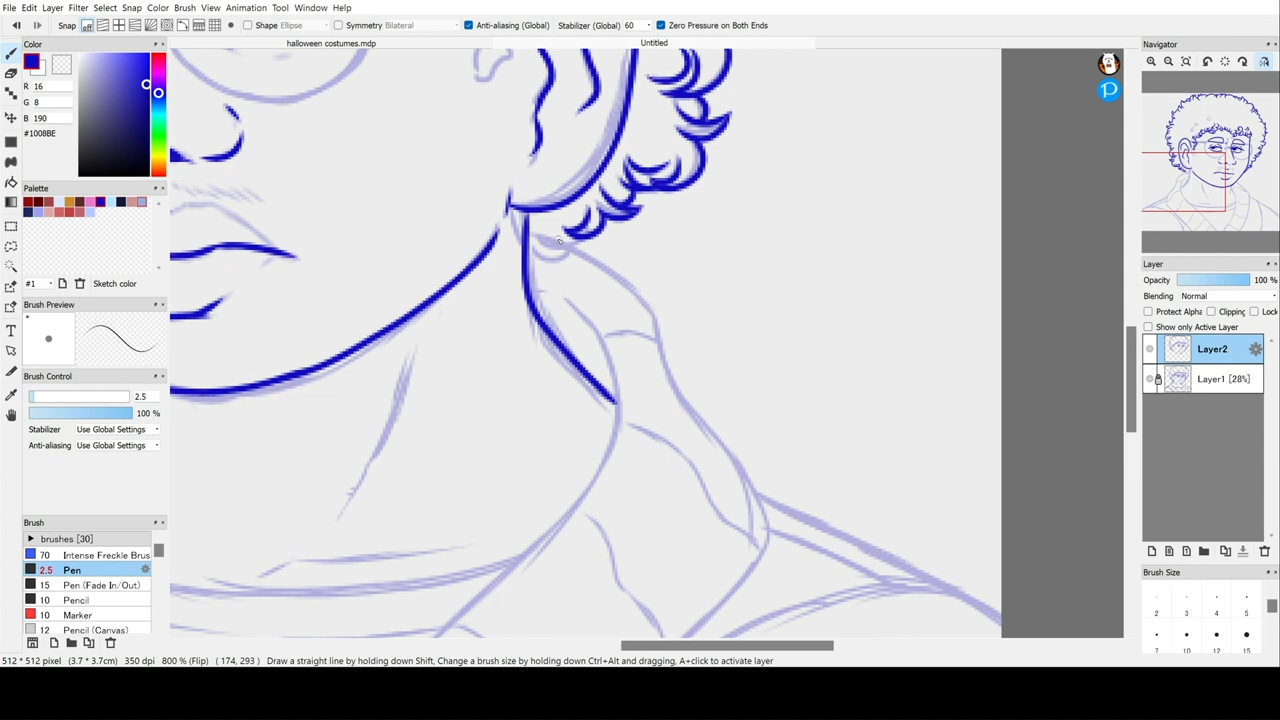 File Edit Layer Filter Select Snap Color Brush View Animation Tool Window Help
Snap off Shape Ellipse Symmetry Bilateral Anti-aliasing (Global) Stabilizer (Global) 60 Zero Pressure on Both Ends
Color
halloween costumes.mdp Untitled
R 16
G 8
B 190
#1008BE
Palette
#1 Sketch color
Brush Preview
Brush Control
2.5
100 %
Stabilizer Use Global Settings
Anti-aliasing Use Global Settings
Brush
brushes [30]
70 Intense Freckle Brus
2.5 Pen
15 Pen (Fade In/Out)
10 Pencil
10 Marker
12 Pencil (Canvas)
Navigator
Layer
Opacity 100 %
Blending Normal
Protect Alpha Clipping Lock
Show only Active Layer
Layer2
Layer1 [28%]
Brush Size
2 3 4 5
7 10 12 15
512 * 512 pixel (3.7 * 3.7cm) 350 dpi 800 % (Flip) ( 174, 293 ) Draw a straight line by holding down Shift, Change a brush size by holding down Ctrl+Alt and dragging, A+click to activate layer